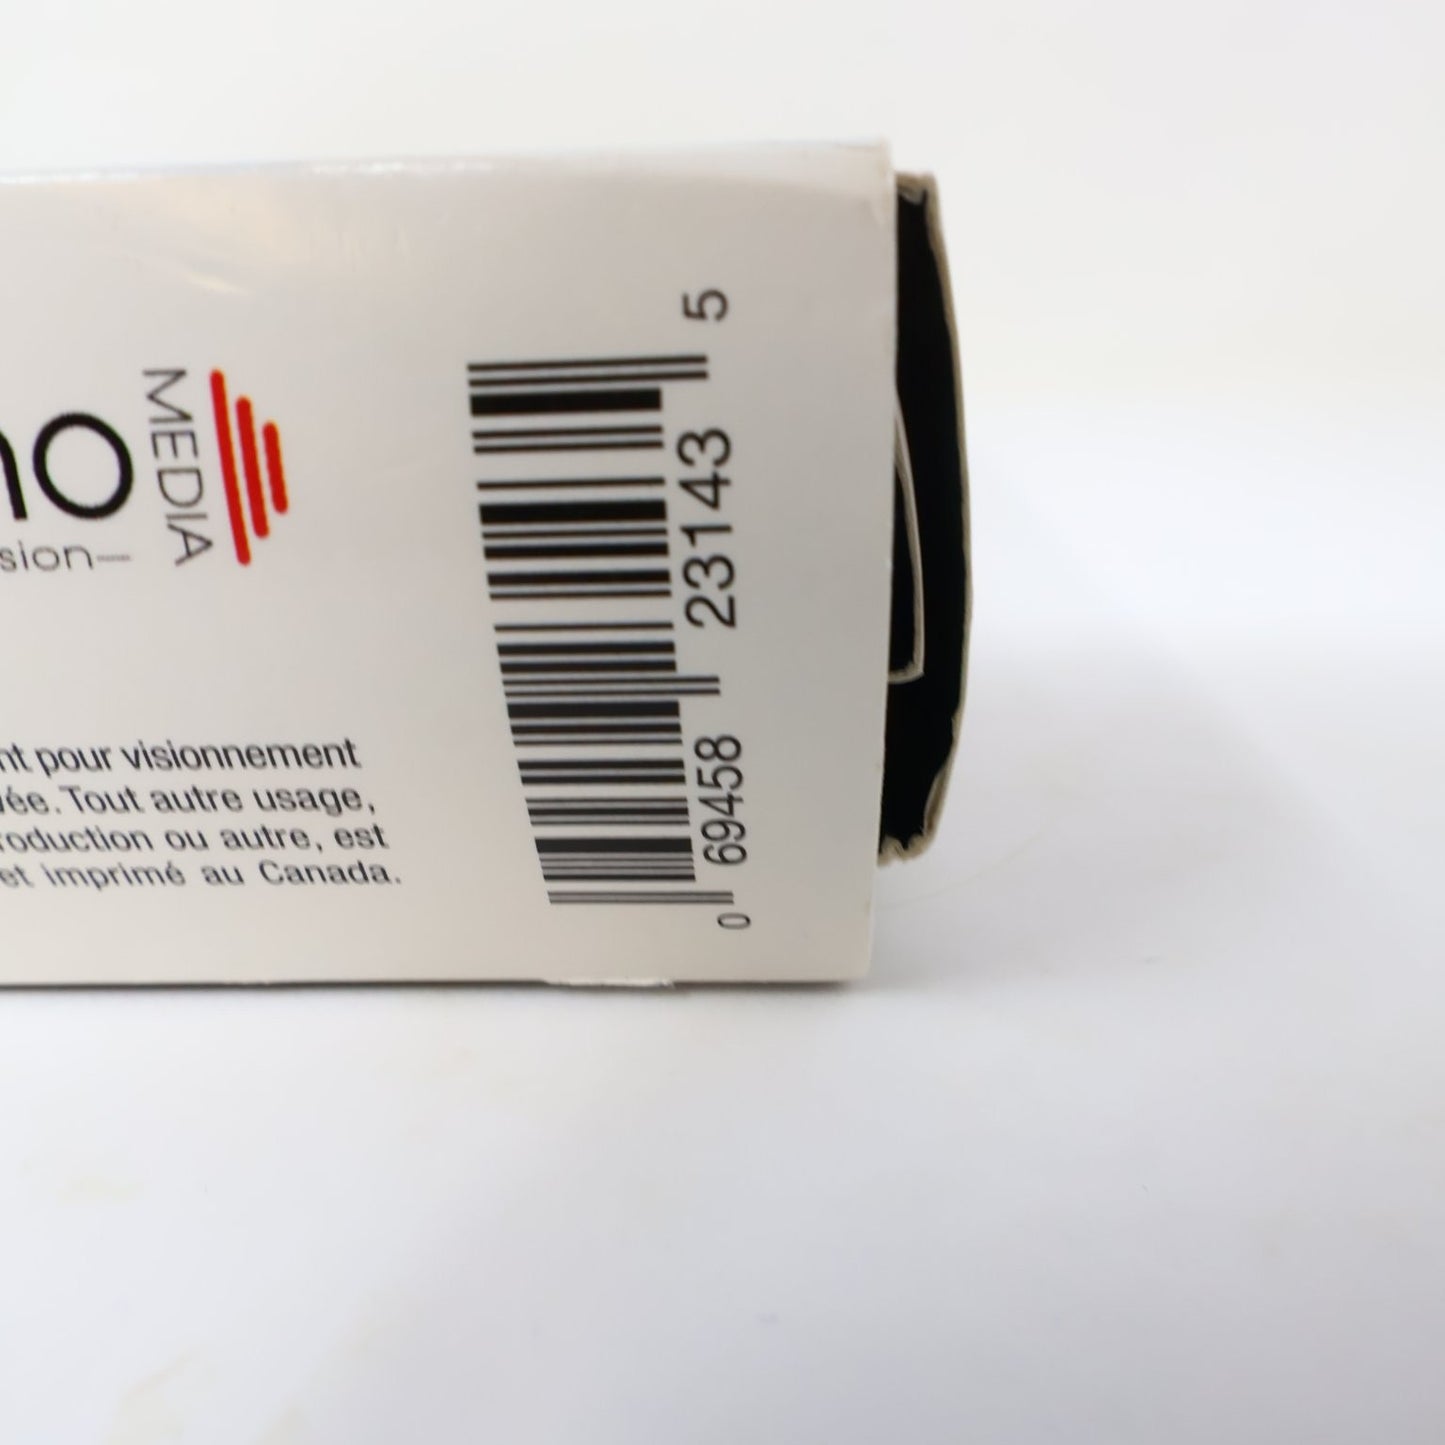 MEDIA
sion
nt pour visionnement
vée. Tout autre usage,
roduction ou autre, est
et imprimé au Canada.
0 69458 23143 5